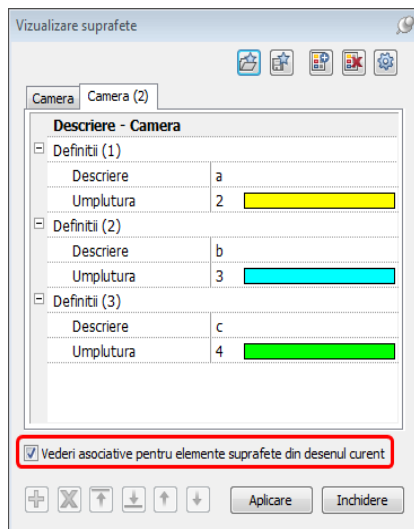 Vizualizare suprafete
Camera Camera (2)
Descriere - Camera
Definitii (1)
Descriere a
Umplutura 2
Definitii (2)
Descriere b
Umplutura 3
Definitii (3)
Descriere c
Umplutura 4
Vederi asociative pentru elemente suprafete din desenul curent
Aplicare Inchidere